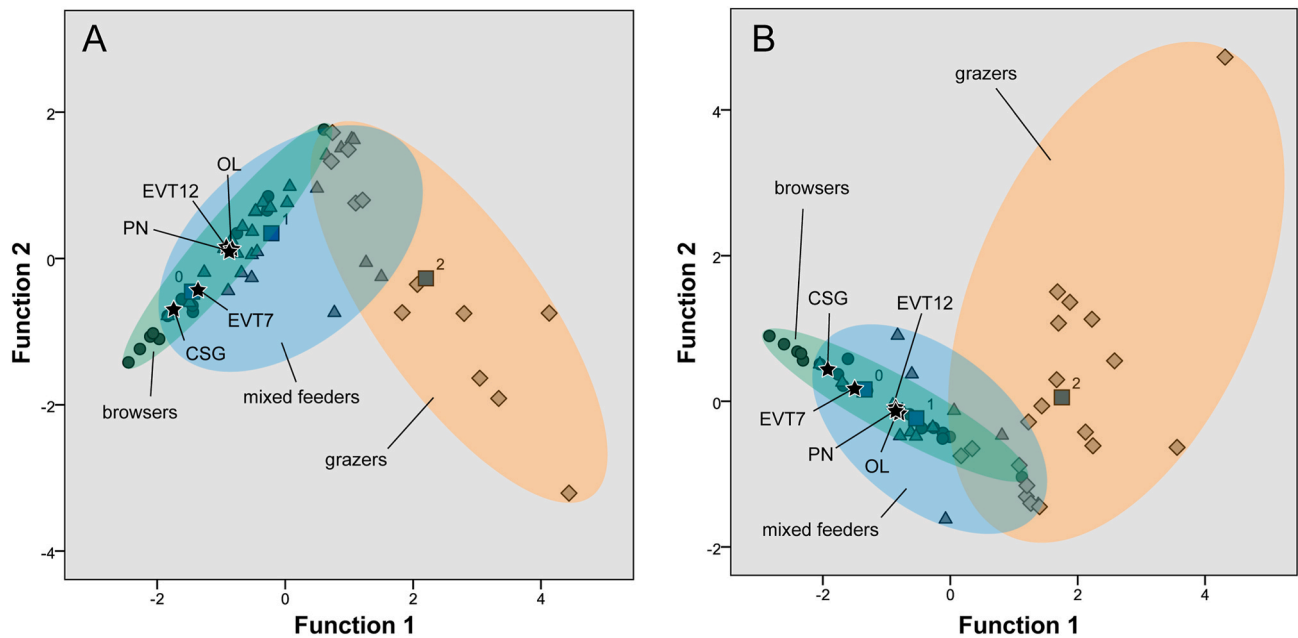 A
2
0
-2
-4
-2
0
2
4
Function 2
Function 1
OL
EVT12
PN
0
1
2
EVT7
CSG
browsers
mixed feeders
grazers
B
4
2
0
-2
-2
0
2
4
Function 2
Function 1
grazers
browsers
CSG
EVT12
0
1
2
EVT7
PN
OL
mixed feeders